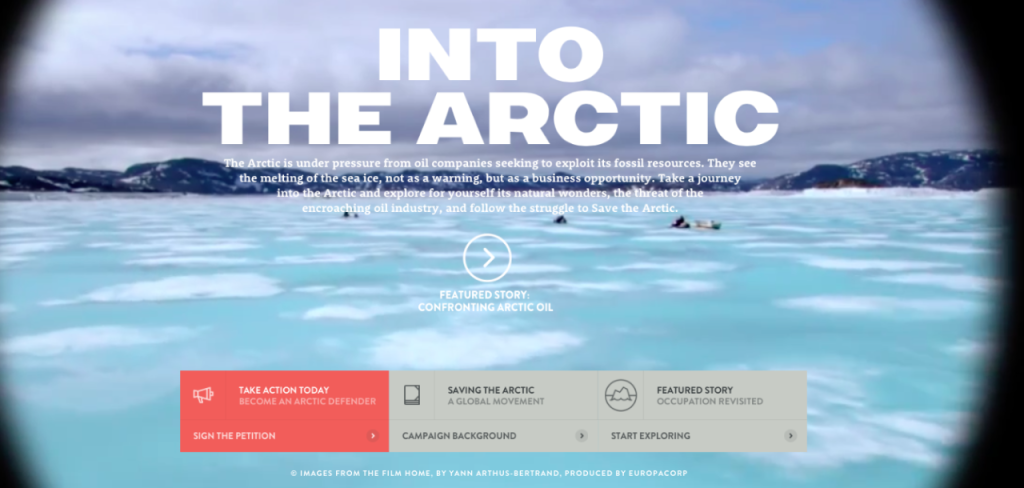 INTO
THE ARCTIC
The Arctic is under pressure from oil companies seeking to exploit its fossil resources. They see
the melting of the sea ice, not as a warning, but as a business opportunity. Take a journey
into the Arctic and explore for yourself its natural wonders, the threat of the
encroaching oil industry, and follow the struggle to Save the Arctic.
FEATURED STORY:
CONFRONTING ARCTIC OIL
TAKE ACTION TODAY
BECOME AN ARCTIC DEFENDER
SIGN THE PETITION
SAVING THE ARCTIC
A GLOBAL MOVEMENT
CAMPAIGN BACKGROUND
FEATURED STORY
OCCUPATION REVISITED
START EXPLORING
© IMAGES FROM THE FILM HOME, BY YANN ARTHUS-BERTRAND, PRODUCED BY EUROPACORP